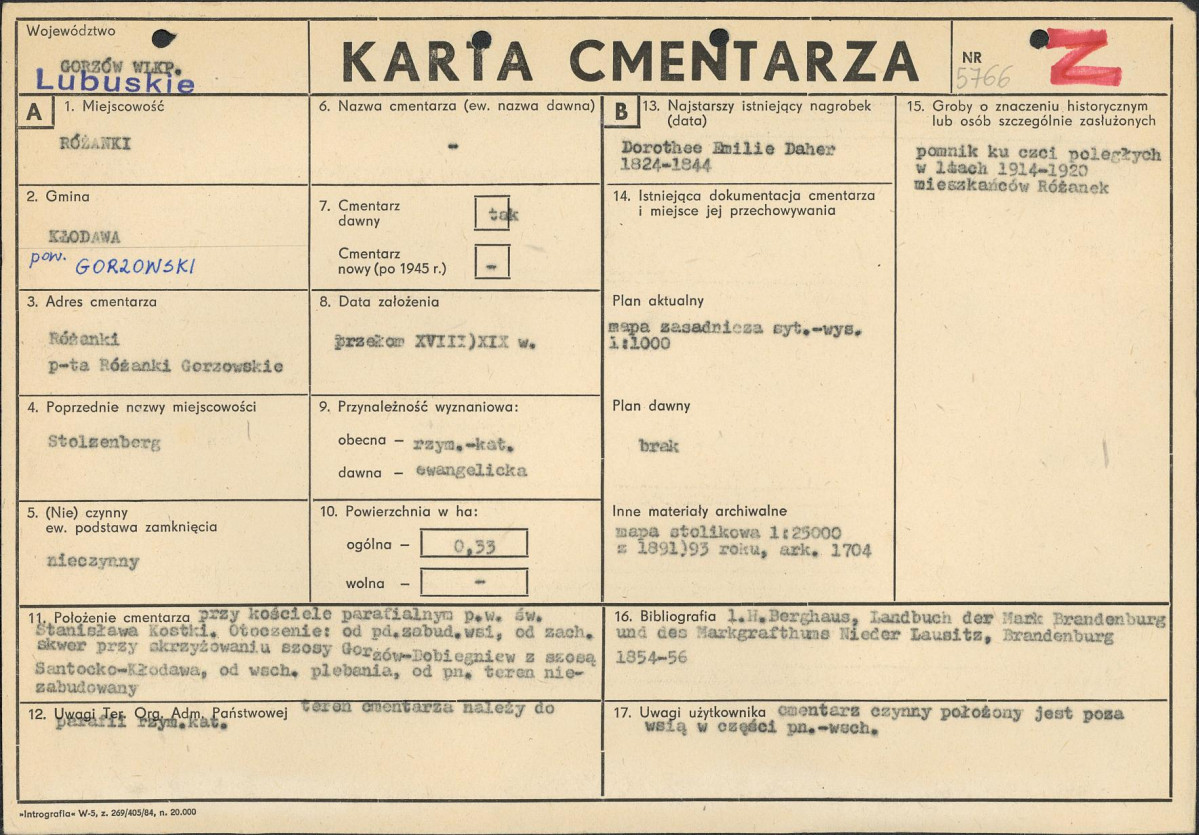 Województwo
GORZÓW WLKP.
Lubuskie
KARTA CMENTARZA
NR
5766
Z
A
1. Miejscowość
RÓŻANKI
2. Gmina
KŁODAWA
pow. GORZOWSKI
3. Adres cmentarza
Różanki
p-ta Różanki Gorzowskie
4. Poprzednie nazwy miejscowości
Stolzenberg
5. (Nie) czynny
ew. podstawa zamknięcia
nieczynny
6. Nazwa cmentarza (ew. nazwa dawna)
-
7. Cmentarz
dawny
tak
Cmentarz
nowy (po 1945 r.)
-
8. Data założenia
przełom XVIII)XIX w.
9. Przynależność wyznaniowa:
obecna – rzym.-kat.
dawna – ewangelicka
10. Powierzchnia w ha:
ogólna – 0,33
wolna – -
B
13. Najstarszy istniejący nagrobek
(data)
Dorothee Emilie Daher
1824-1844
14. Istniejąca dokumentacja cmentarza
i miejsce jej przechowywania
Plan aktualny
mapa zasadnicza syt.-wys.
1:1000
Plan dawny
brak
Inne materiały archiwalne
mapa stolikowa 1:25000
z 1891)93 roku, ark. 1704
15. Groby o znaczeniu historycznym
lub osób szczególnie zasłużonych
pomnik ku czci poległych
w latach 1914-1920
mieszkańców Różanek
11. Położenie cmentarza przy kościele parafialnym p.w. św.
Stanisława Kostki. Otoczenie: od pd.zabud.wsi, od zach.
skwer przy skrzyżowaniu szosy Gorzów-Dobiegniew z szosą
Santocko-Kłodawa, od wsch. plebania, od pn. teren nie-
zabudowany
12. Uwagi Ter. Org. Adm. Państwowej teren cmentarza należy do
parafii rzym.kat.
16. Bibliografia 1.H.Berghaus, Landbuch der Mark Brandenburg
und des Markgrafthums Nieder Lausitz, Brandenburg
1854-56
17. Uwagi użytkownika cmentarz czynny położony jest poza
wsią w części pn.-wsch.
»Intrografia« W-5, z. 269/405/84, n. 20.000